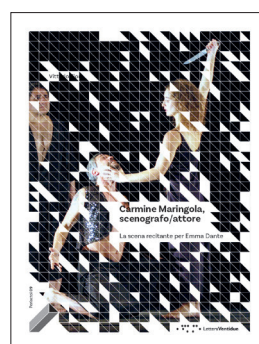 Carmine Maringola,
scenografo/attore
La scena recitante per Emma Dante
LetteraVentidue